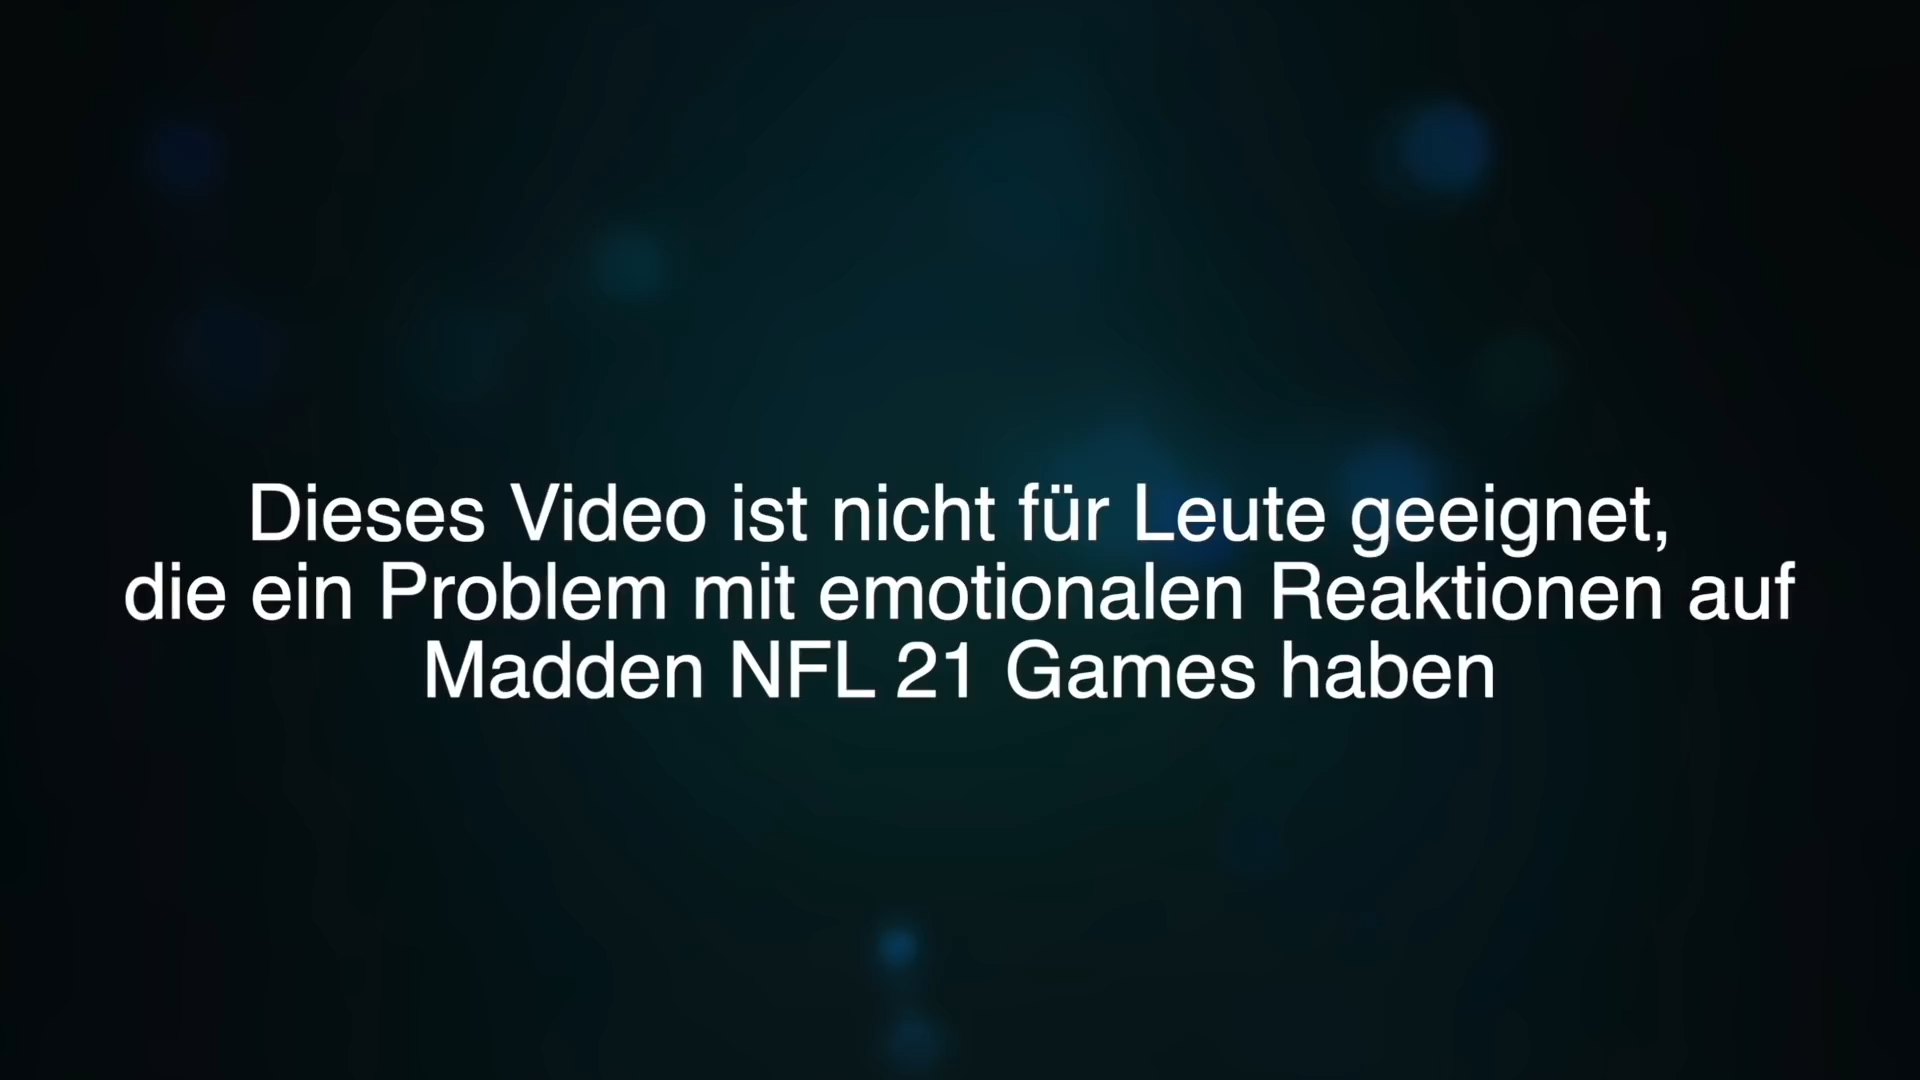 Dieses Video ist nicht für Leute geeignet,
die ein Problem mit emotionalen Reaktionen auf
Madden NFL 21 Games haben